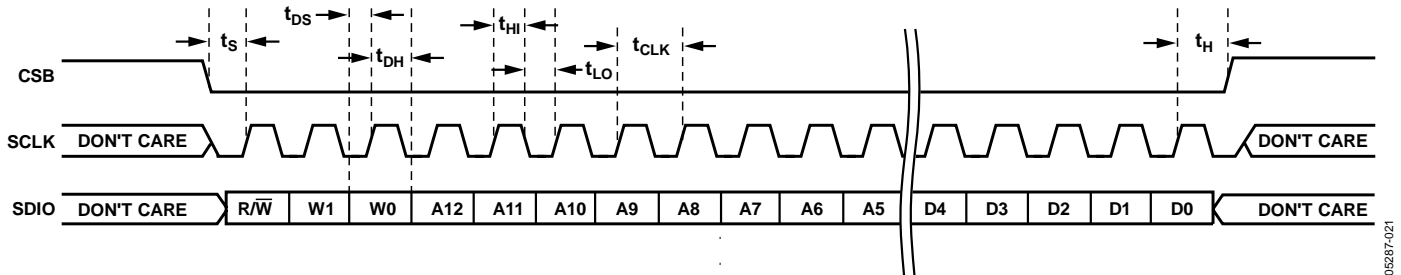 tDS
tHI
tS
tCLK
tH
tDH
tLO
CSB
SCLK DON'T CARE DON'T CARE
SDIO DON'T CARE R/W̅ W1 W0 A12 A11 A10 A9 A8 A7 A6 A5 D4 D3 D2 D1 D0 DON'T CARE
05287-021